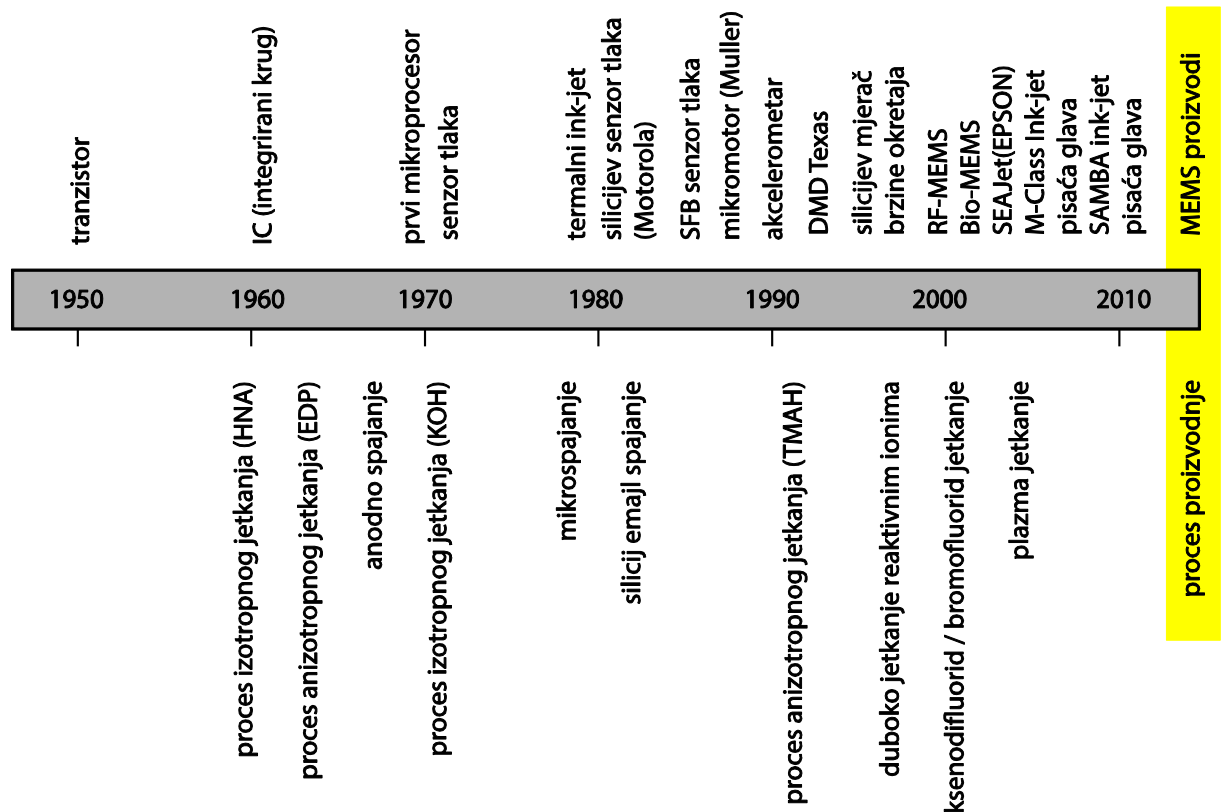 tranzistor
IC (integrirani krug)
prvi mikroprocesor
senzor tlaka
termalni ink-jet
silicijev senzor tlaka
(Motorola)
SFB senzor tlaka
mikromotor (Muller)
akcelerometar
DMD Texas
silicijev mjerač
brzine okretaja
RF-MEMS
Bio-MEMS
SEAJet(EPSON)
M-Class Ink-jet
pisaća glava
SAMBA ink-jet
pisaća glava
MEMS proizvodi
1950
1960
1970
1980
1990
2000
2010
proces izotropnog jetkanja (HNA)
proces anizotropnog jetkanja (EDP)
anodno spajanje
proces izotropnog jetkanja (KOH)
mikrospajanje
silicij emajl spajanje
proces anizotropnog jetkanja (TMAH)
duboko jetkanje reaktivnim ionima
ksenodifluorid / bromofluorid jetkanje
plazma jetkanje
proces proizvodnje